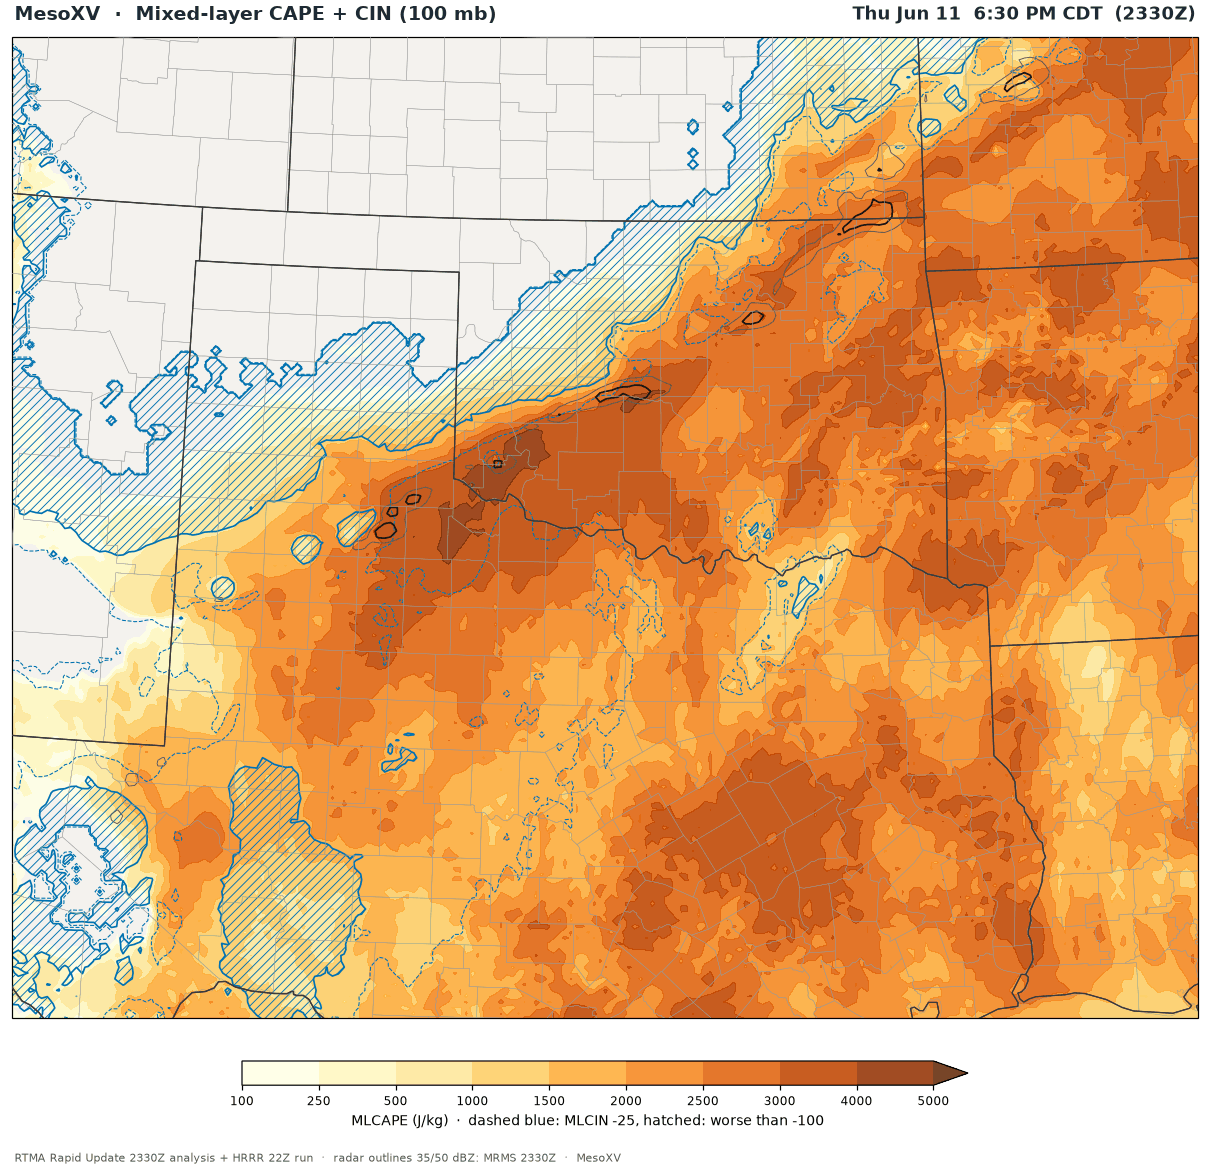 MesoXV · Mixed-layer CAPE + CIN (100 mb)
Thu Jun 11 6:30 PM CDT (2330Z)
100 250 500 1000 1500 2000 2500 3000 4000 5000
MLCAPE (J/kg) · dashed blue: MLCIN -25, hatched: worse than -100
RTMA Rapid Update 2330Z analysis + HRRR 22Z run · radar outlines 35/50 dBZ: MRMS 2330Z · MesoXV